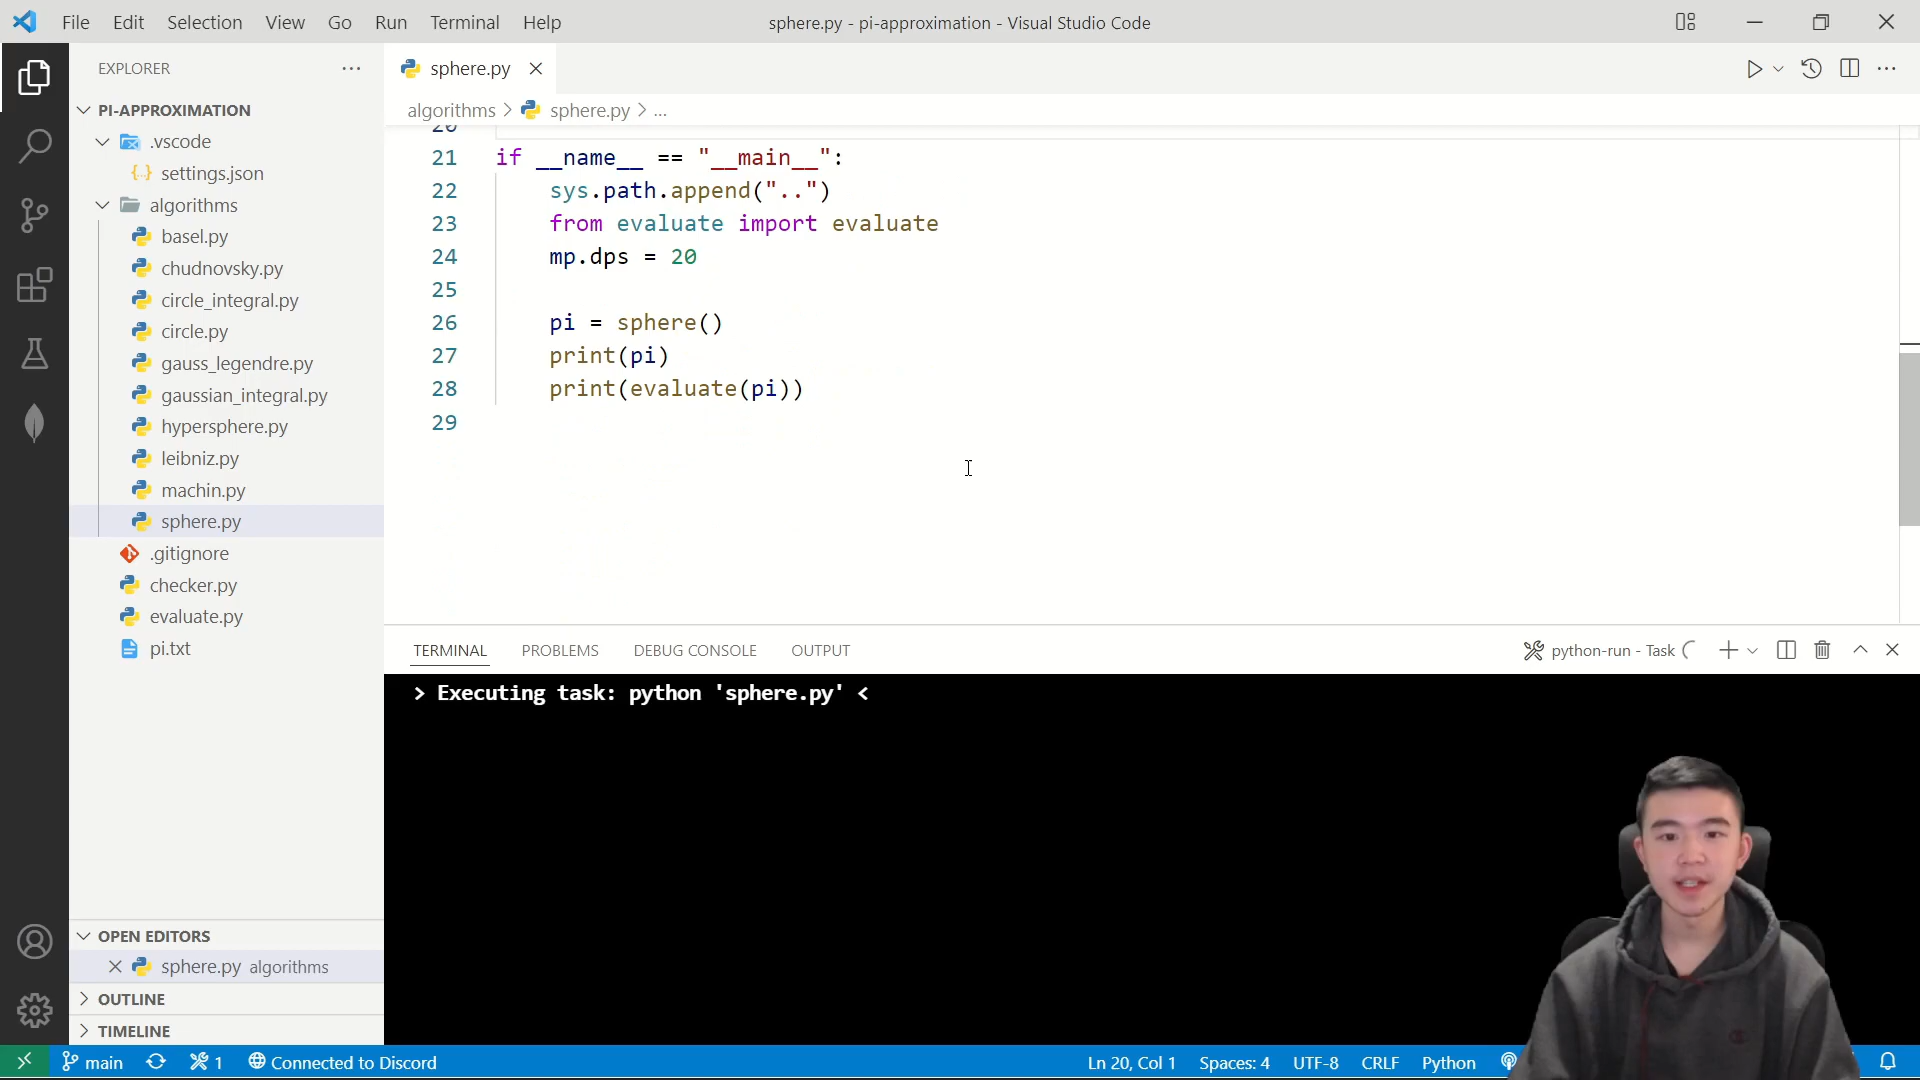 File Edit Selection View Go Run Terminal Help
sphere.py - pi-approximation - Visual Studio Code
EXPLORER
PI-APPROXIMATION
.vscode
settings.json
algorithms
basel.py
chudnovsky.py
circle_integral.py
circle.py
gauss_legendre.py
gaussian_integral.py
hypersphere.py
leibniz.py
machin.py
sphere.py
.gitignore
checker.py
evaluate.py
pi.txt
OPEN EDITORS
sphere.py algorithms
OUTLINE
TIMELINE
sphere.py
algorithms > sphere.py > ...
20
21 if __name__ == "__main__":
22 sys.path.append("..")
23 from evaluate import evaluate
24 mp.dps = 20
25
26 pi = sphere()
27 print(pi)
28 print(evaluate(pi))
29
TERMINAL PROBLEMS DEBUG CONSOLE OUTPUT
python-run - Task
> Executing task: python 'sphere.py' <
main 1 Connected to Discord
Ln 20, Col 1 Spaces: 4 UTF-8 CRLF Python